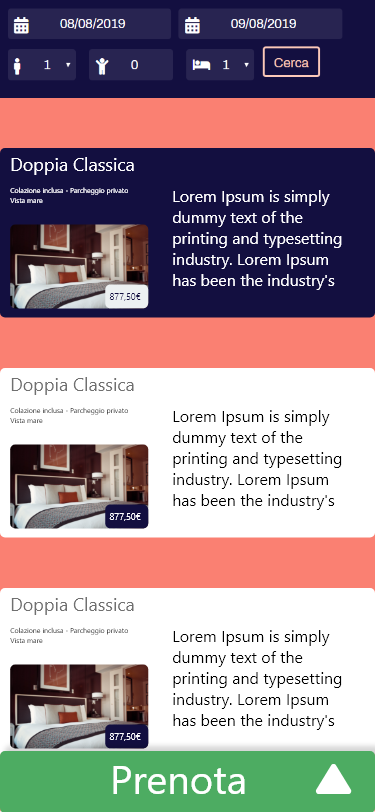 08/08/2019 09/08/2019
1 0 1 Cerca
Doppia Classica
Colazione inclusa - Parcheggio privato
Vista mare
Lorem Ipsum is simply
dummy text of the
printing and typesetting
industry. Lorem Ipsum
has been the industry's
877,50€
Doppia Classica
Colazione inclusa - Parcheggio privato
Vista mare
Lorem Ipsum is simply
dummy text of the
printing and typesetting
industry. Lorem Ipsum
has been the industry's
877,50€
Doppia Classica
Colazione inclusa - Parcheggio privato
Vista mare
Lorem Ipsum is simply
dummy text of the
printing and typesetting
industry. Lorem Ipsum
has been the industry's
877,50€
Prenota